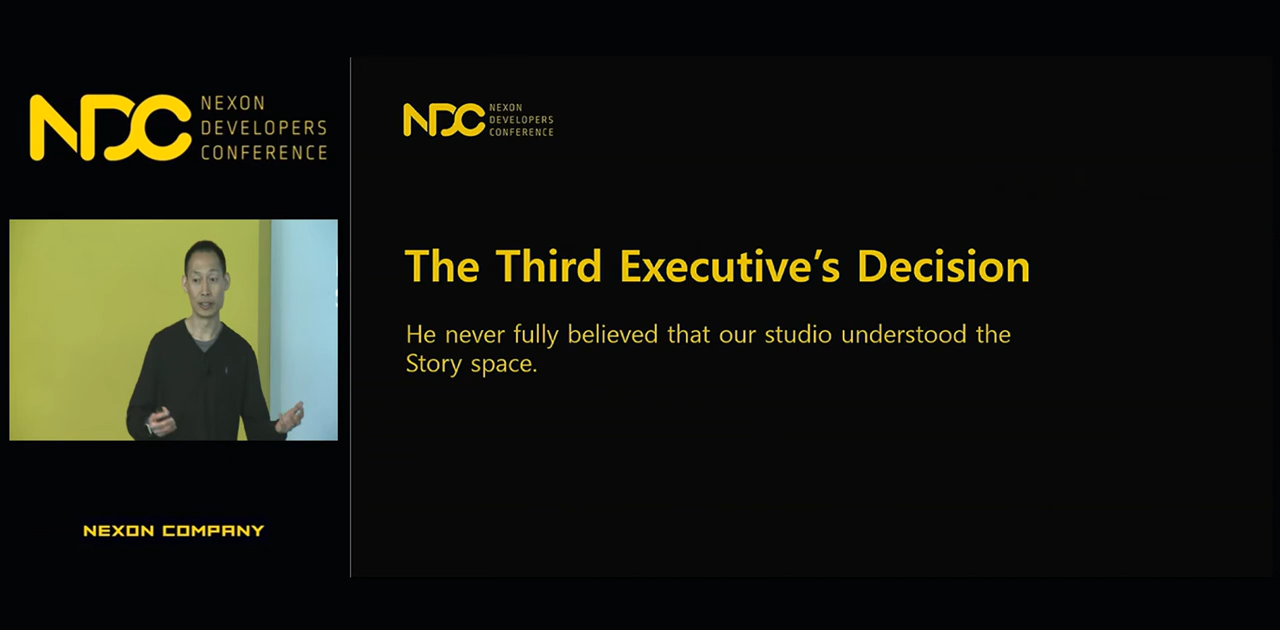 NDC NEXON
DEVELOPERS
CONFERENCE
NEXON COMPANY
NDC NEXON
DEVELOPERS
CONFERENCE
The Third Executive’s Decision
He never fully believed that our studio understood the
Story space.